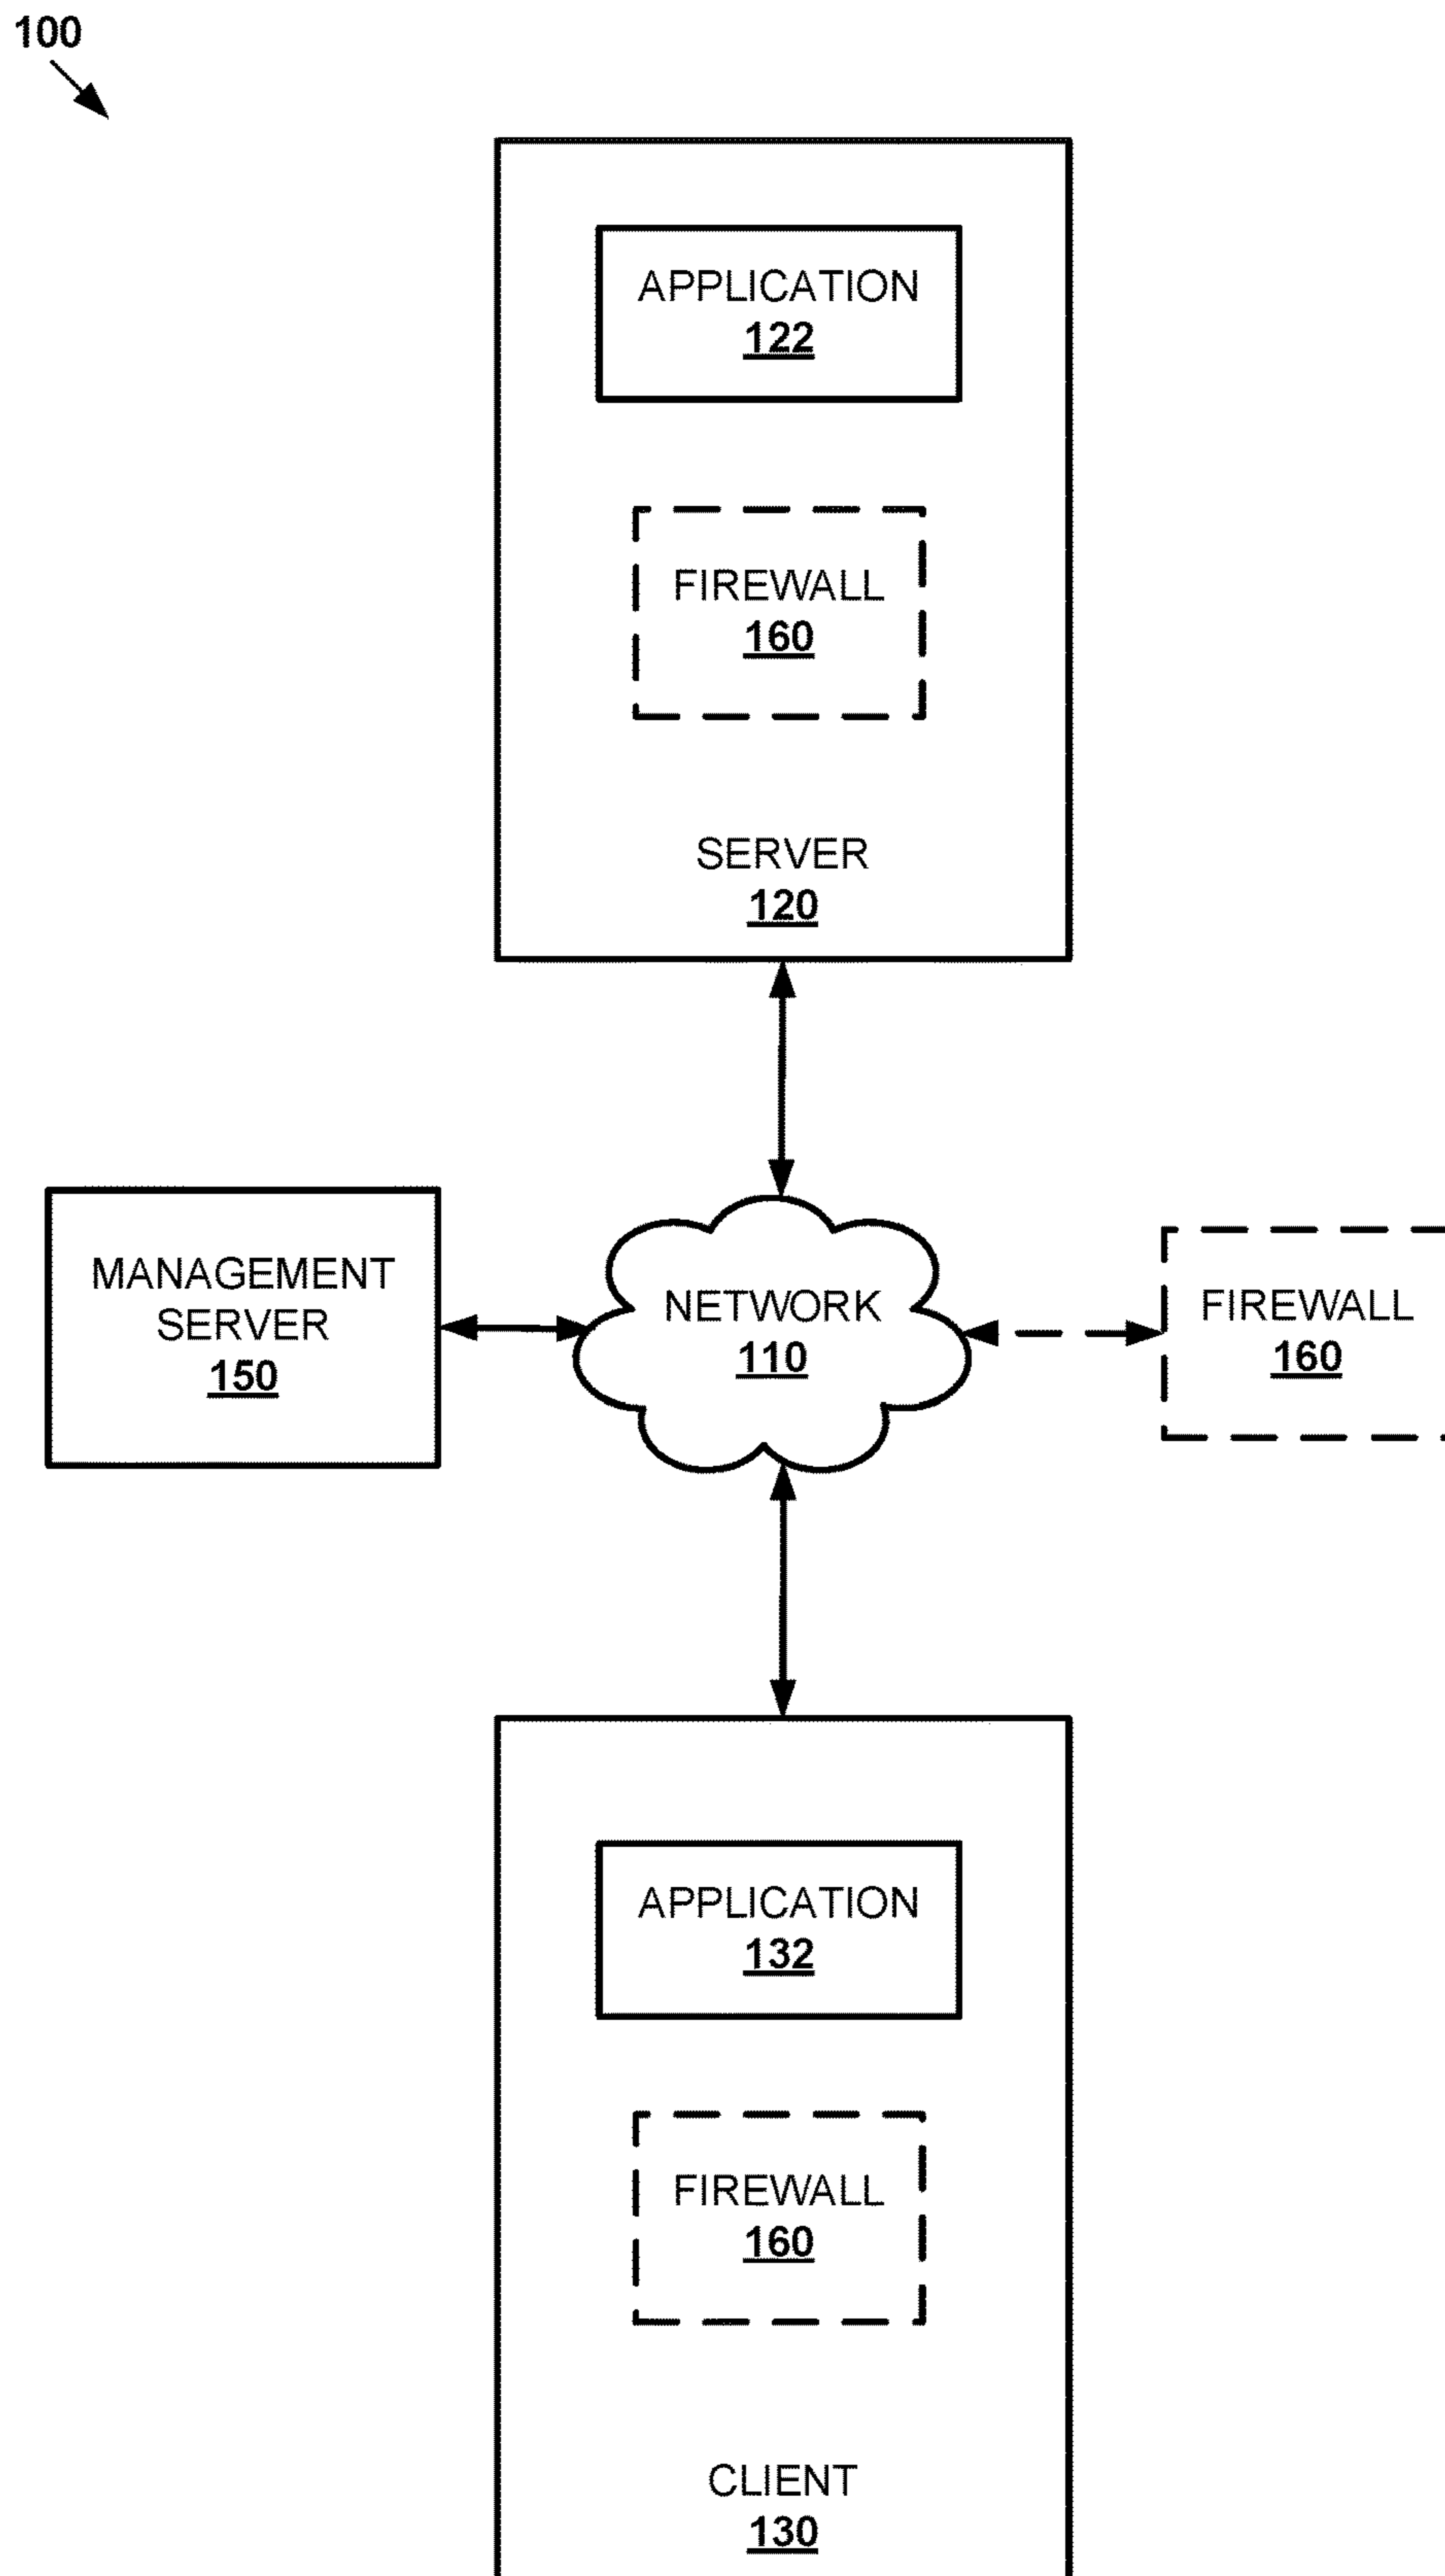 100
APPLICATION
122
FIREWALL
160
SERVER
120
MANAGEMENT
SERVER
150
NETWORK
110
FIREWALL
160
APPLICATION
132
FIREWALL
160
CLIENT
130